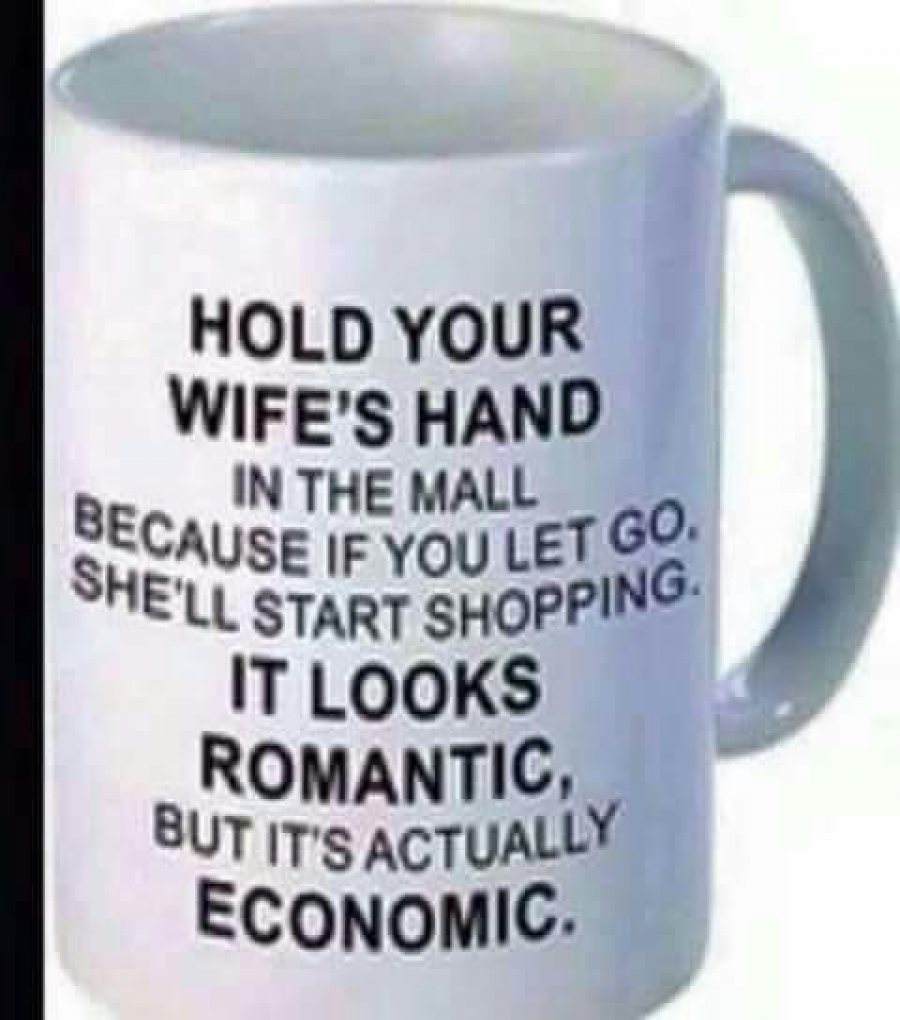 HOLD YOUR
WIFE'S HAND
IN THE MALL
BECAUSE IF YOU LET GO.
SHE'LL START SHOPPING.
IT LOOKS
ROMANTIC,
BUT IT'S ACTUALLY
ECONOMIC.